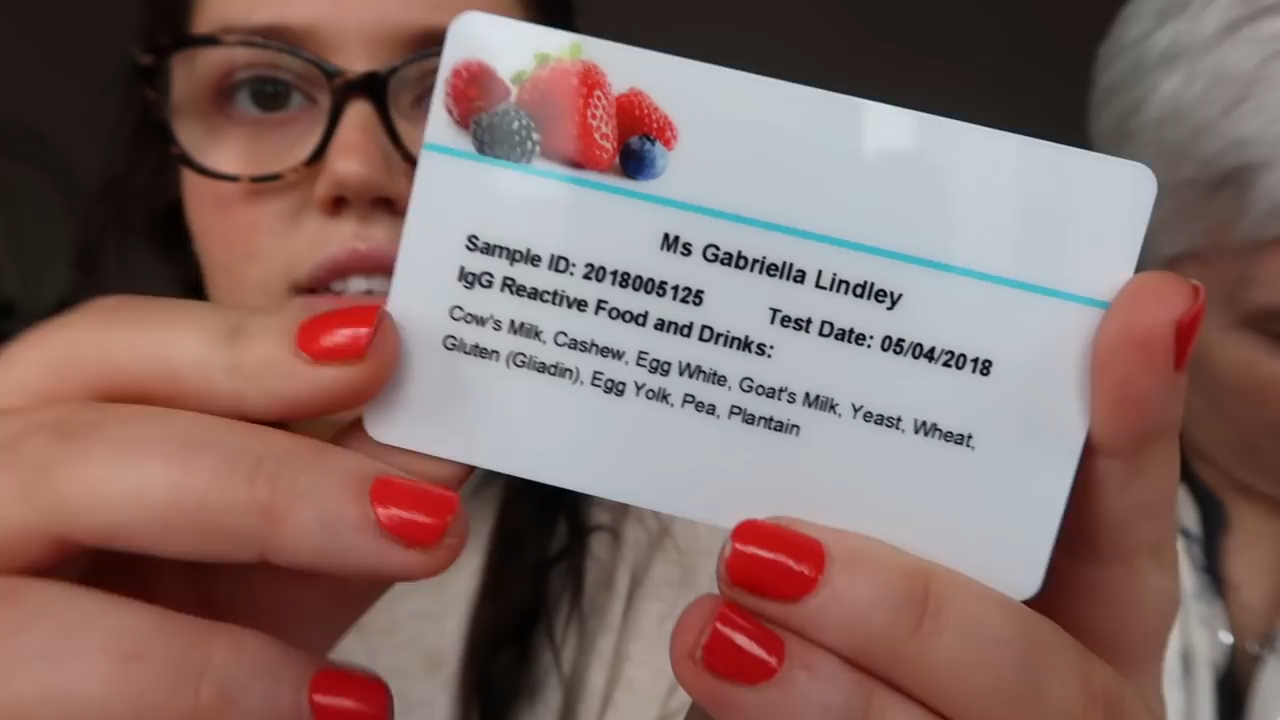 Ms Gabriella Lindley
Sample ID: 2018005125 Test Date: 05/04/2018
IgG Reactive Food and Drinks:
Cow's Milk, Cashew, Egg White, Goat's Milk, Yeast, Wheat,
Gluten (Gliadin), Egg Yolk, Pea, Plantain